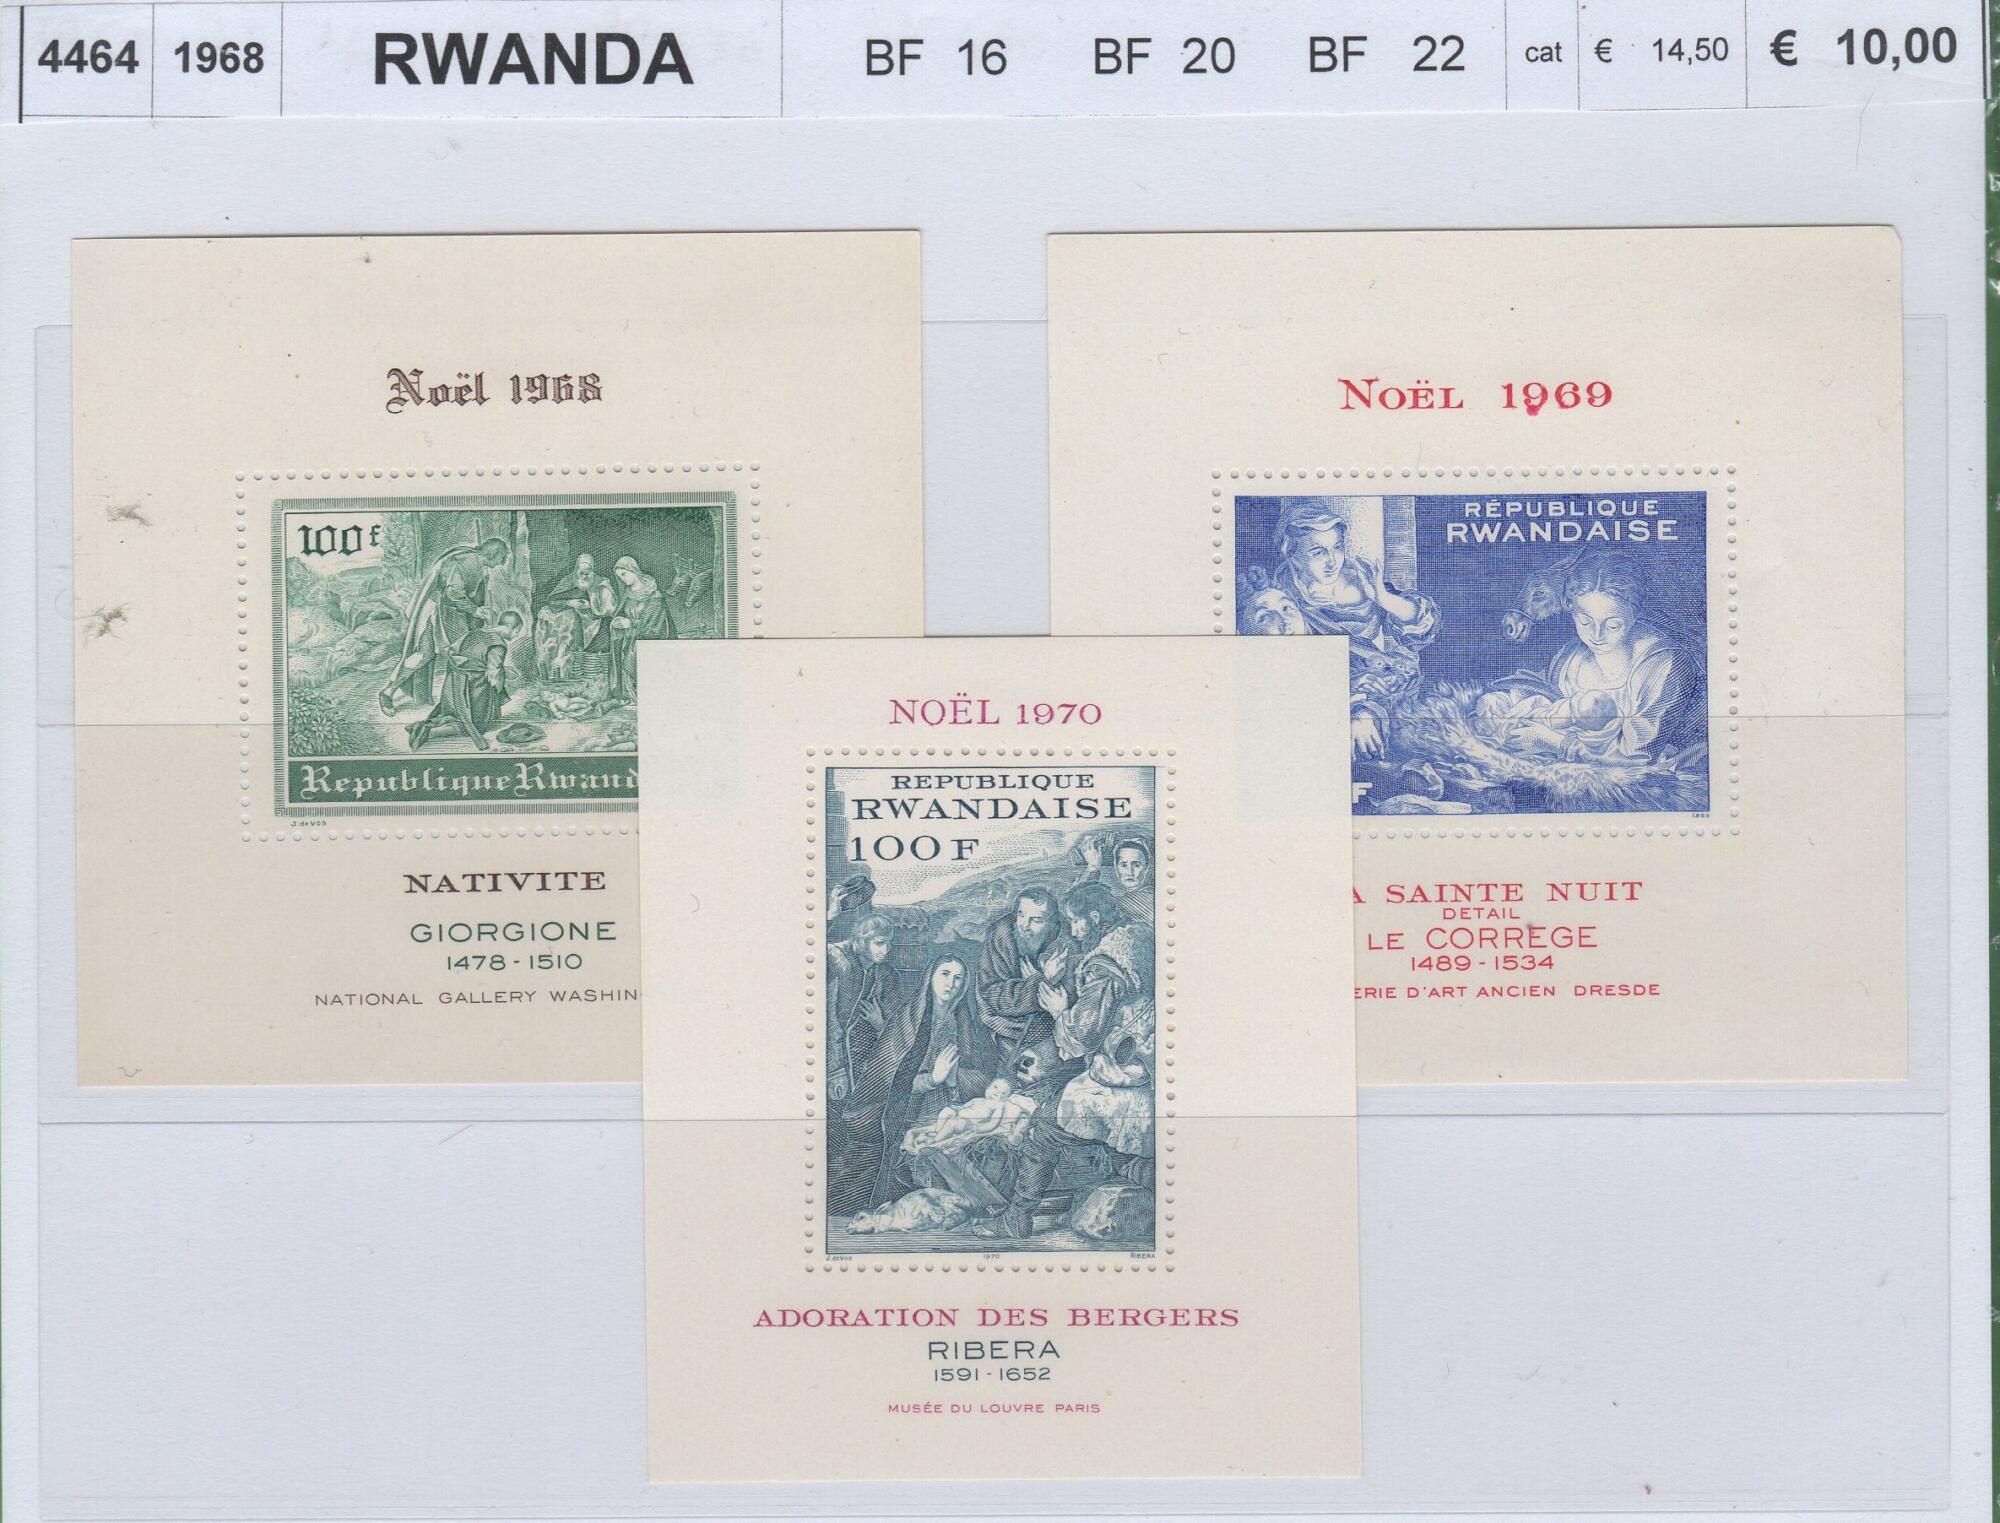 4464 1968 RWANDA BF 16 BF 20 BF 22 cat € 14,50 € 10,00
Noël 1968
100f
Republique Rwand
J. de Vos
NATIVITE
GIORGIONE
1478 - 1510
NATIONAL GALLERY WASHIN
NOËL 1969
RÉPUBLIQUE
RWANDAISE
F
1969
A SAINTE NUIT
DETAIL
LE CORREGE
1489 - 1534
ERIE D'ART ANCIEN DRESDE
NOËL 1970
REPUBLIQUE
RWANDAISE
100F
J. de Vos 1970 RIBERA
ADORATION DES BERGERS
RIBERA
1591 - 1652
MUSÉE DU LOUVRE PARIS